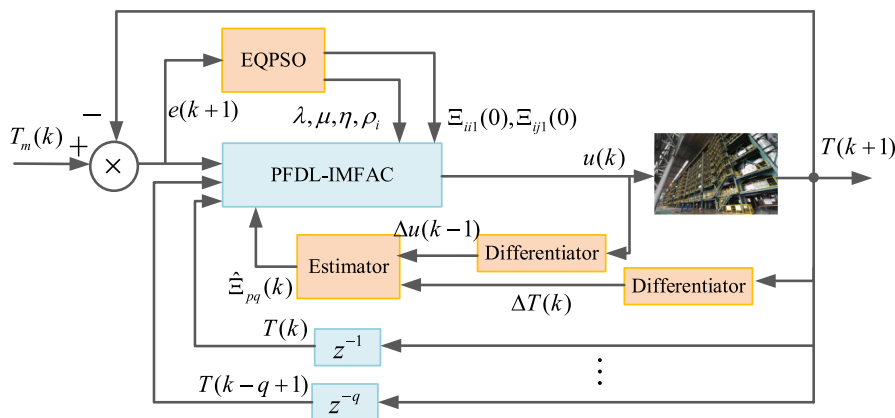 EQPSO
−
e(k+1)
T_m(k)
+
×
λ, μ, η, ρ_i
Ξ_{ii1}(0), Ξ_{ij1}(0)
PFDL-IMFAC
u(k)
T(k+1)
Δu(k−1)
Differentiator
Estimator
Ξ̂_{pq}(k)
Differentiator
ΔT(k)
T(k)
z^{−1}
⋮
T(k−q+1)
z^{−q}